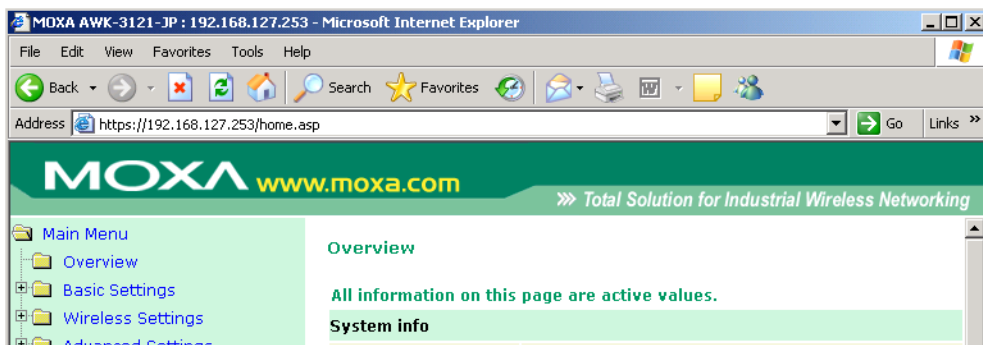 MOXA AWK-3121-JP : 192.168.127.253 - Microsoft Internet Explorer
File Edit View Favorites Tools Help
Back Search Favorites
Address https://192.168.127.253/home.asp Go Links »
MOXA www.moxa.com
»» Total Solution for Industrial Wireless Networking
Main Menu
Overview
Basic Settings
Wireless Settings
Advanced Settings
Overview
All information on this page are active values.
System info